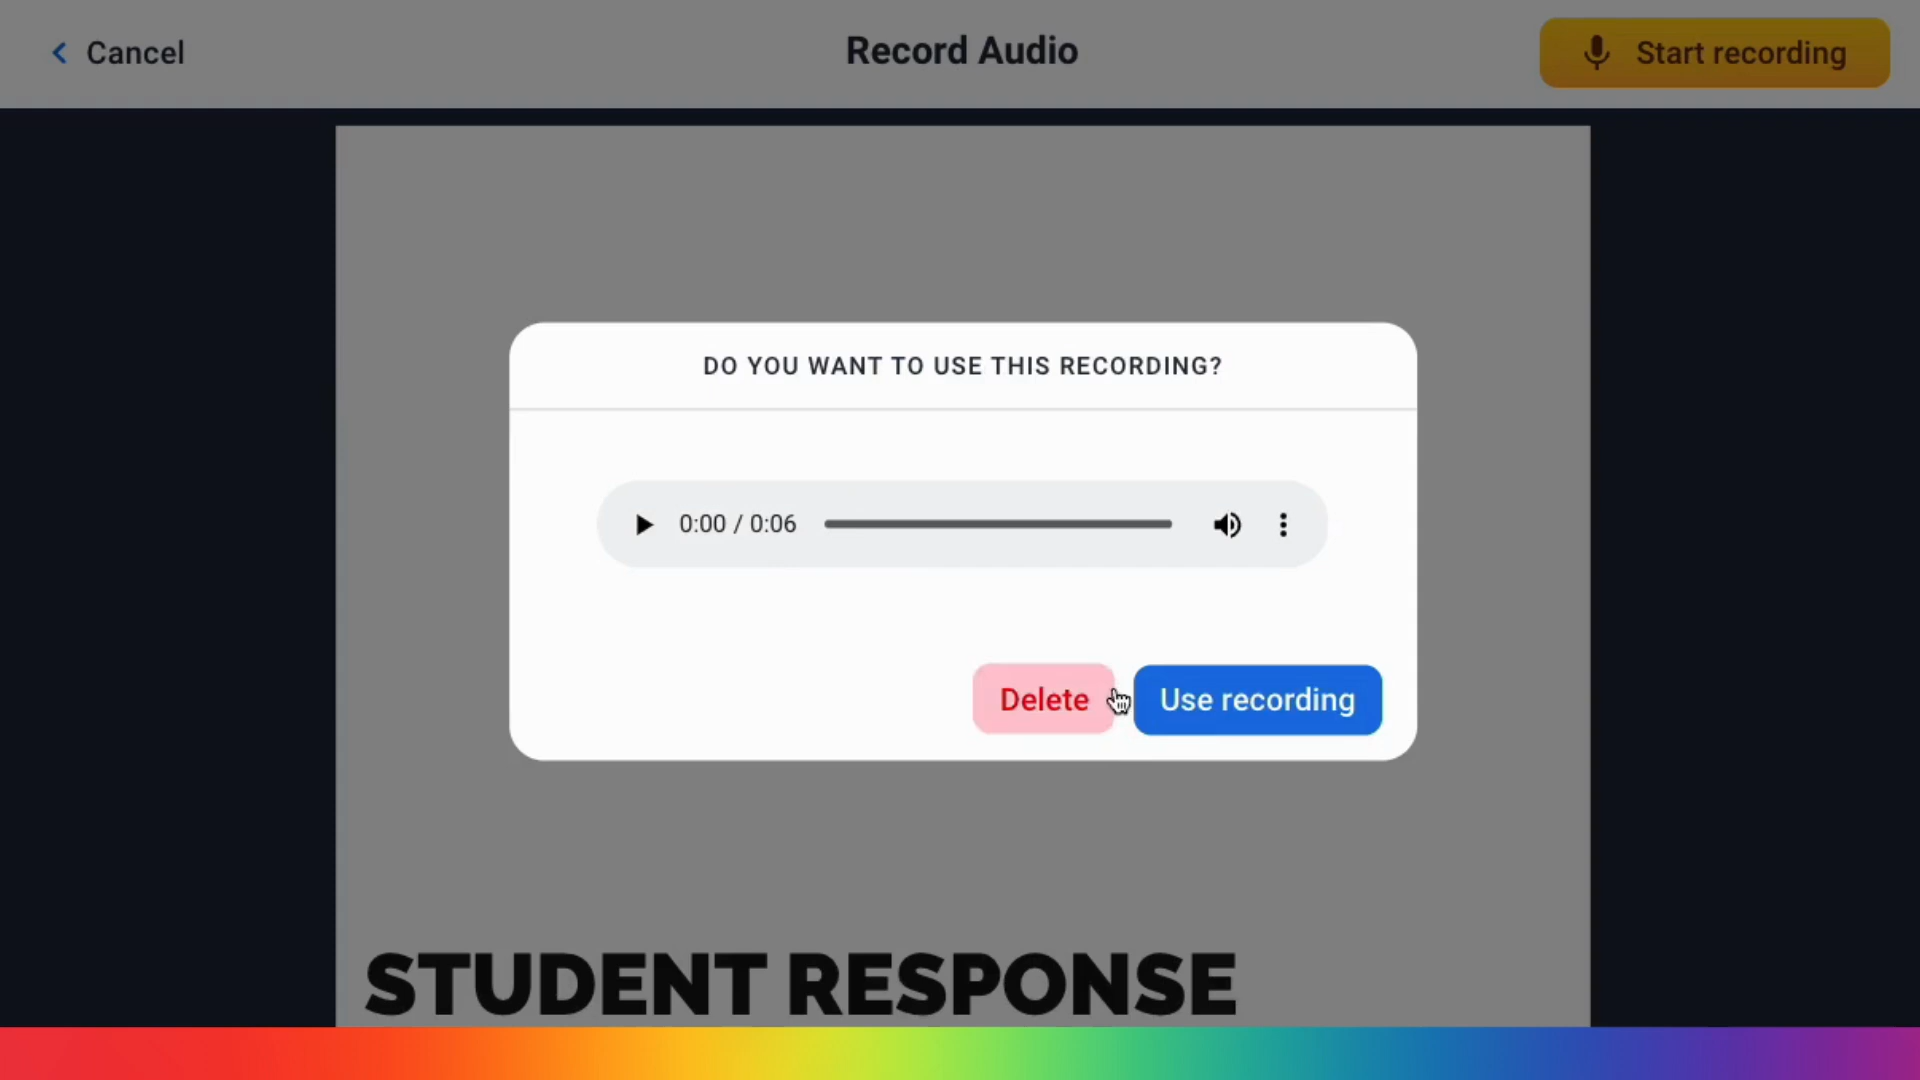 Cancel
Record Audio
Start recording
DO YOU WANT TO USE THIS RECORDING?
0:00 / 0:06
Delete
Use recording
STUDENT RESPONSE